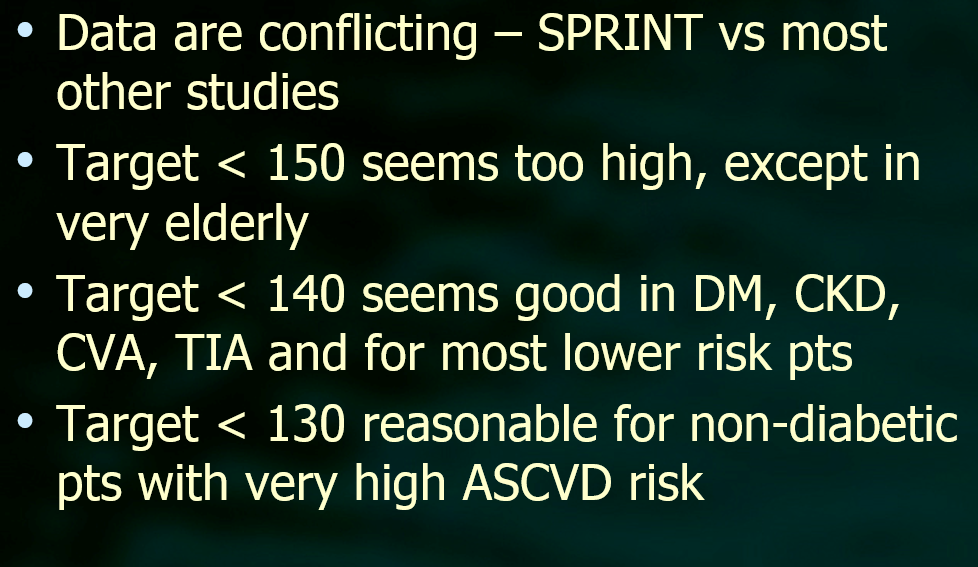 • Data are conflicting – SPRINT vs most
other studies
• Target < 150 seems too high, except in
very elderly
• Target < 140 seems good in DM, CKD,
CVA, TIA and for most lower risk pts
• Target < 130 reasonable for non-diabetic
pts with very high ASCVD risk